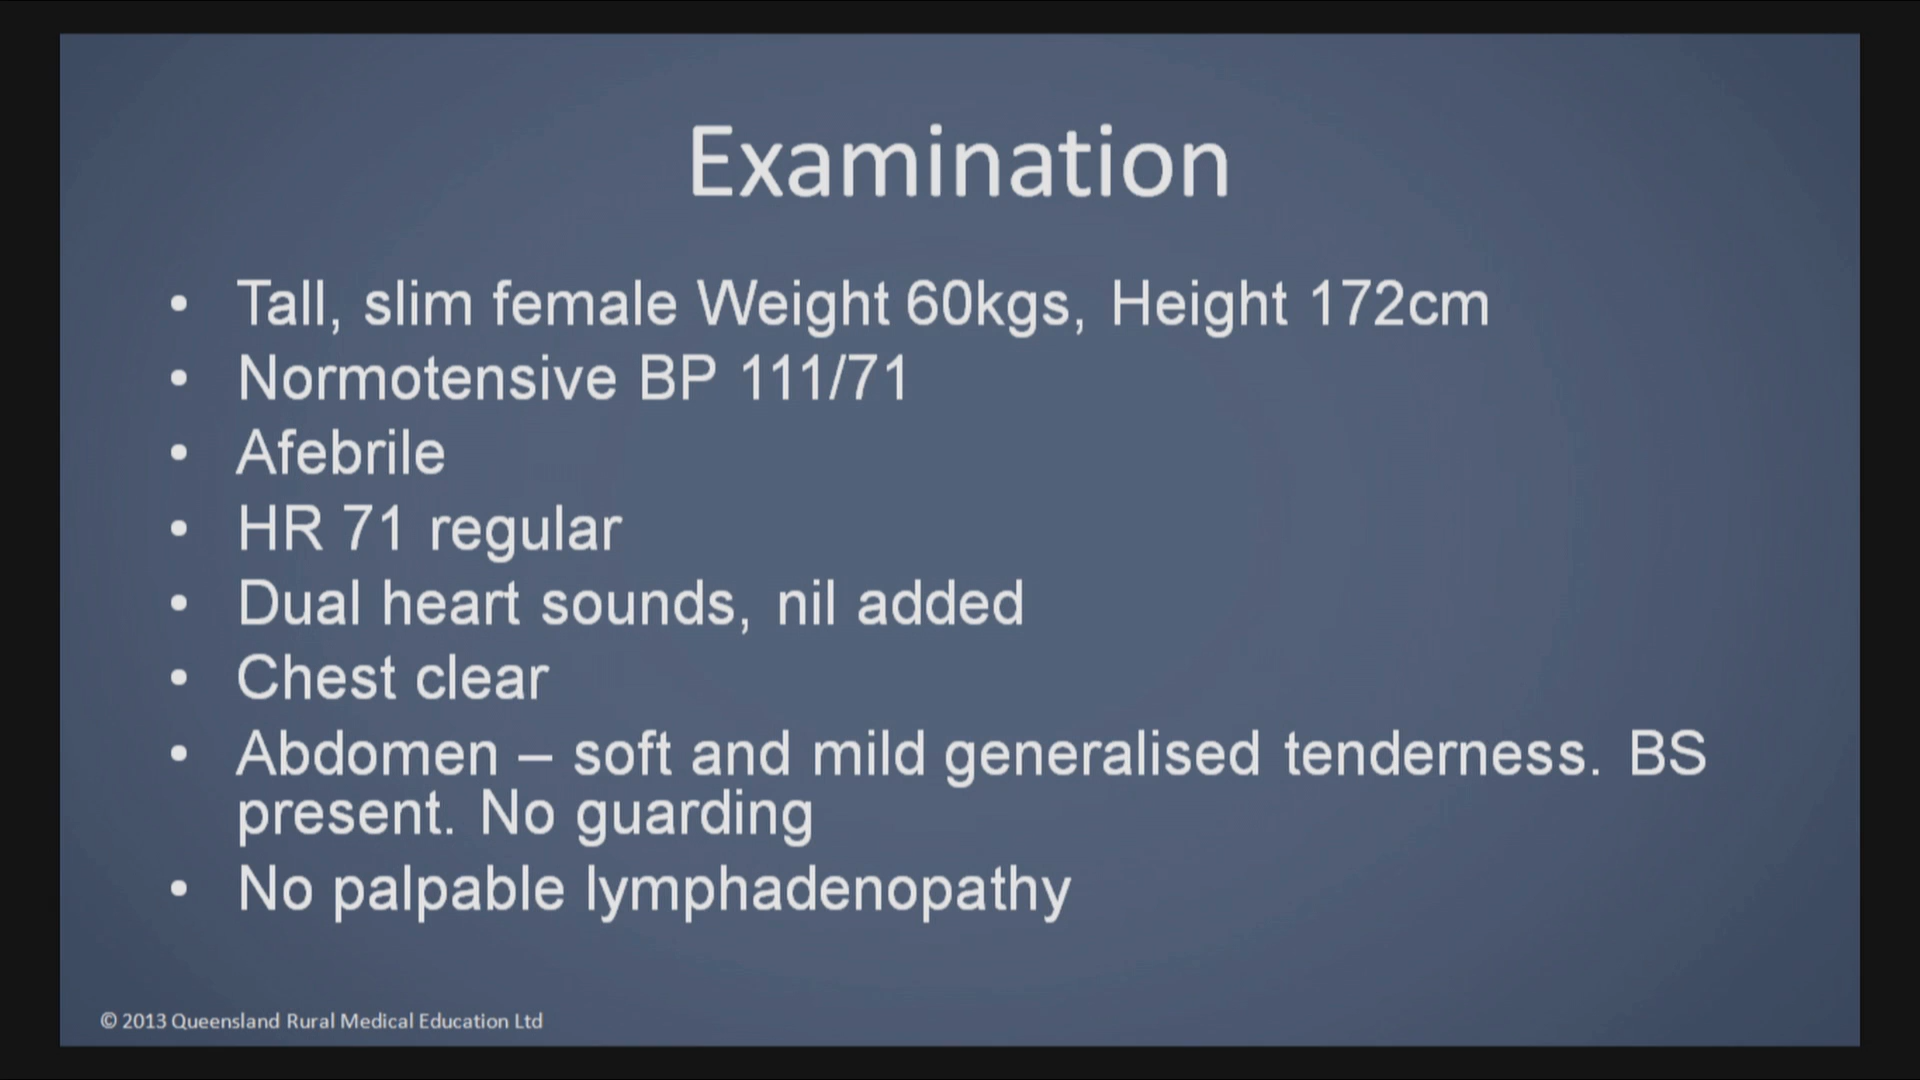 Examination
• Tall, slim female Weight 60kgs, Height 172cm
• Normotensive BP 111/71
• Afebrile
• HR 71 regular
• Dual heart sounds, nil added
• Chest clear
• Abdomen – soft and mild generalised tenderness. BS
present. No guarding
• No palpable lymphadenopathy
© 2013 Queensland Rural Medical Education Ltd